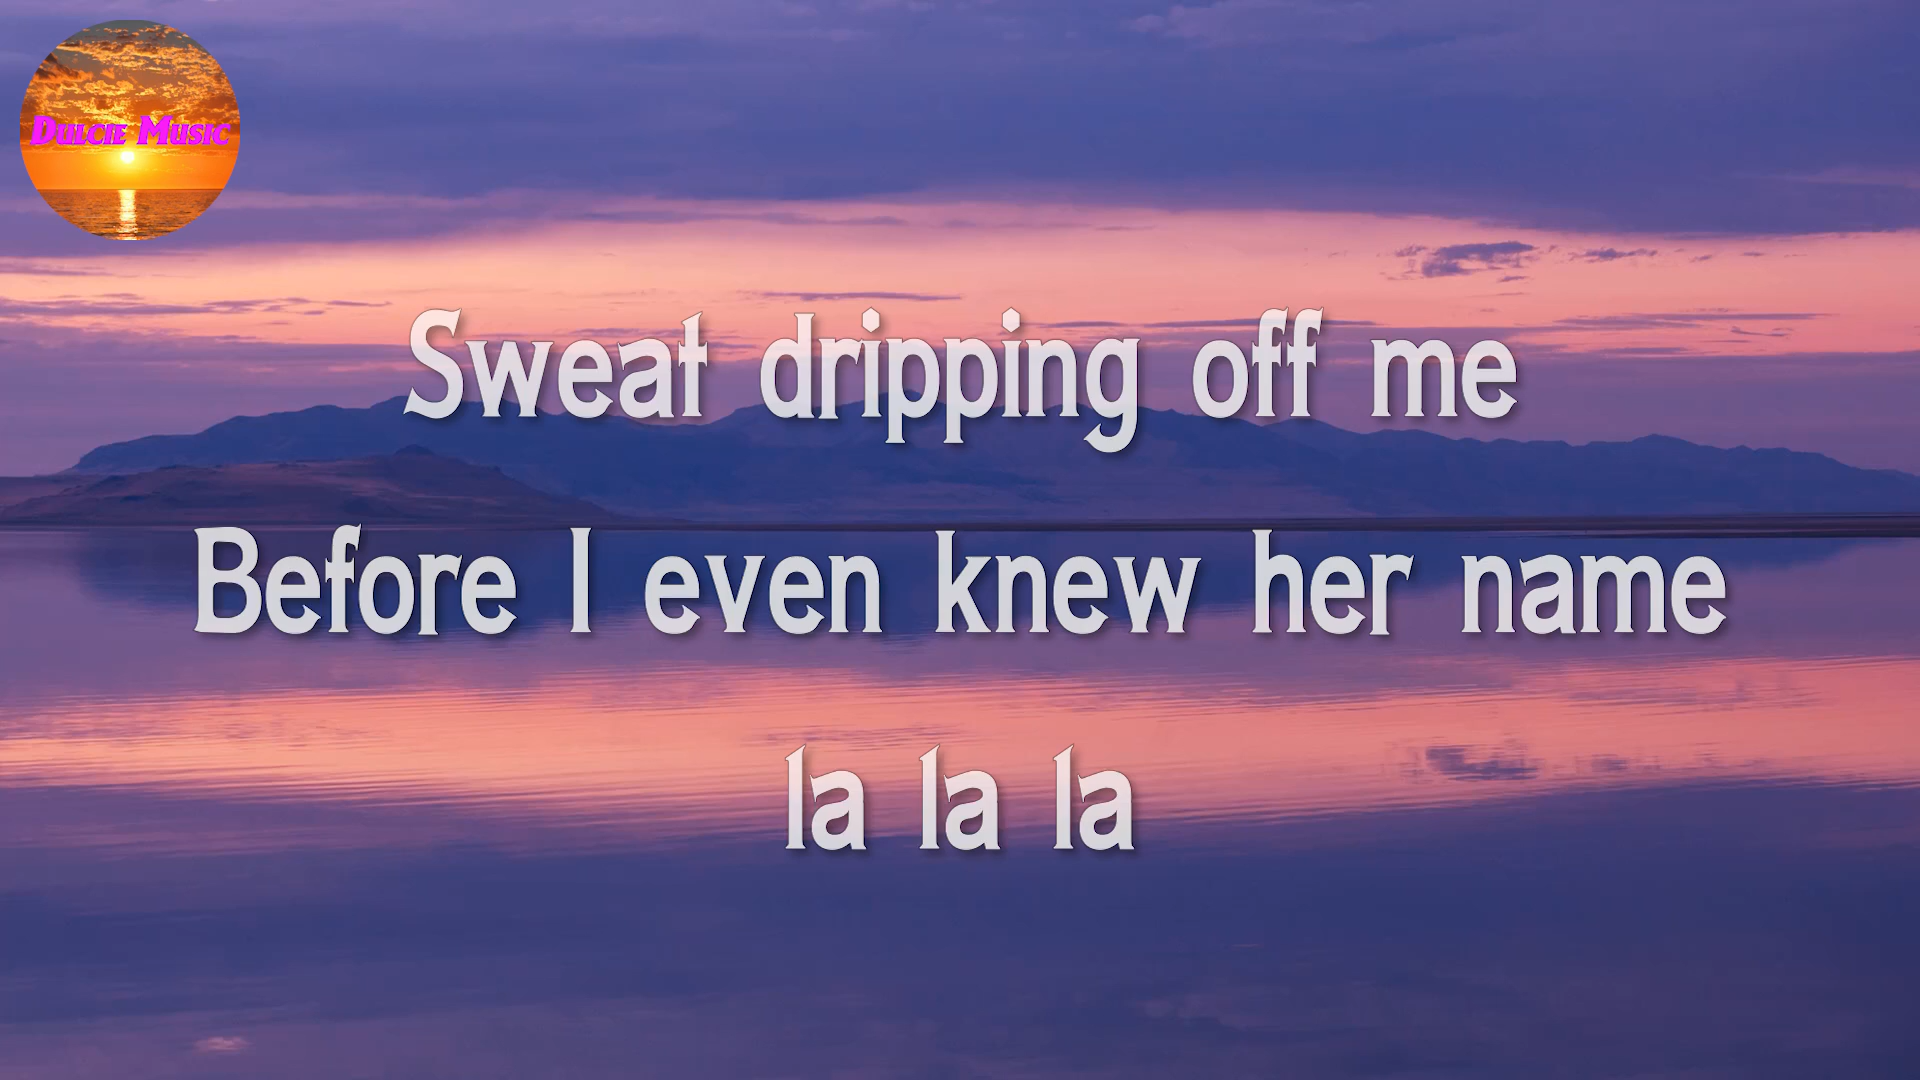 Dulcie Music
Sweat dripping off me
Before I even knew her name
la la la